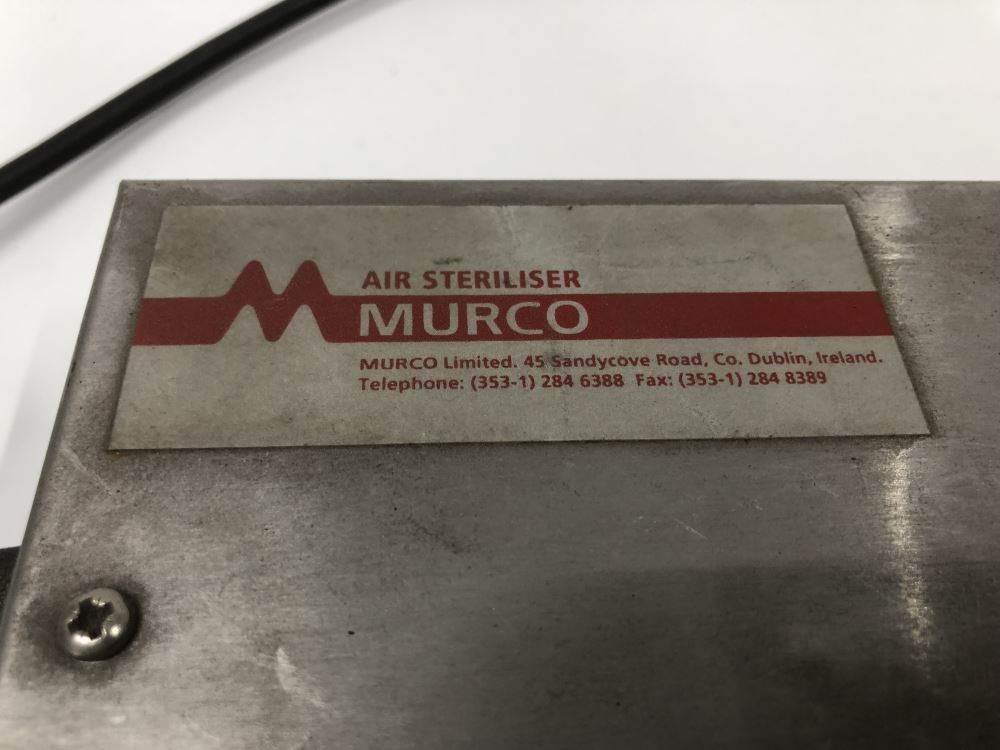 AIR STERILISER
MURCO
MURCO Limited. 45 Sandycove Road, Co. Dublin, Ireland.
Telephone: (353-1) 284 6388 Fax: (353-1) 284 8389